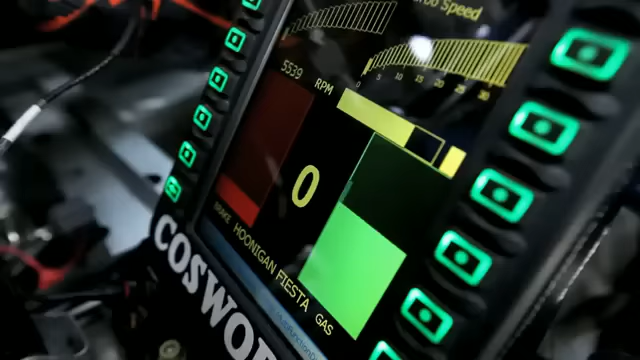 Speed
0 5 10 15 20 25 30
5539 RPM
0
BRAKE HOONIGAN FIESTA GAS
COSWOR